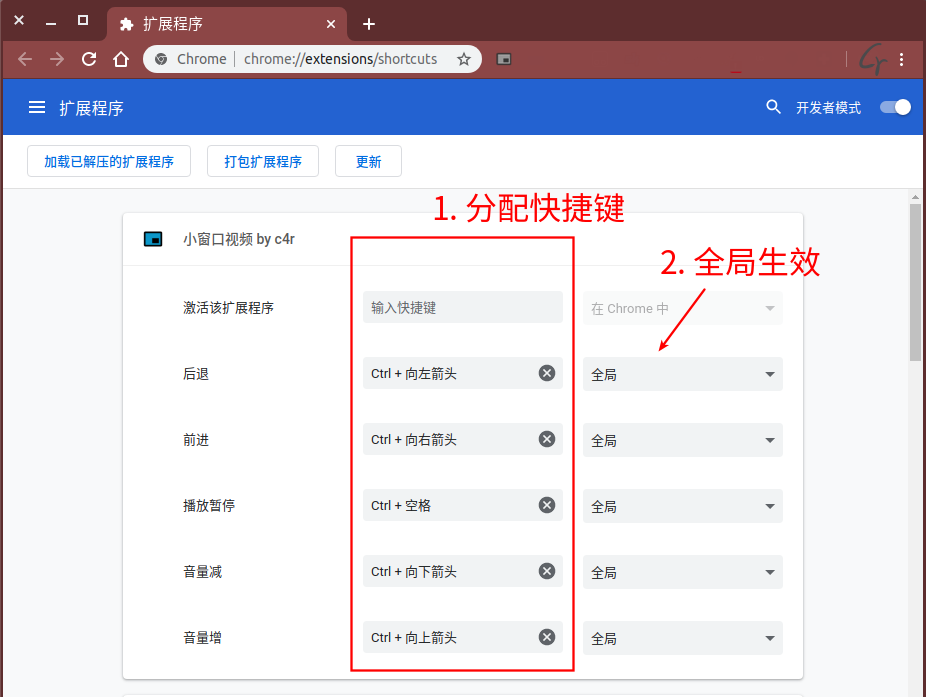 扩展程序
Chrome | chrome://extensions/shortcuts
扩展程序
开发者模式
加载已解压的扩展程序 打包扩展程序 更新
1. 分配快捷键
小窗口视频 by c4r
2. 全局生效
激活该扩展程序 输入快捷键 在 Chrome 中
后退 Ctrl + 向左箭头 全局
前进 Ctrl + 向右箭头 全局
播放暂停 Ctrl + 空格 全局
音量减 Ctrl + 向下箭头 全局
音量增 Ctrl + 向上箭头 全局